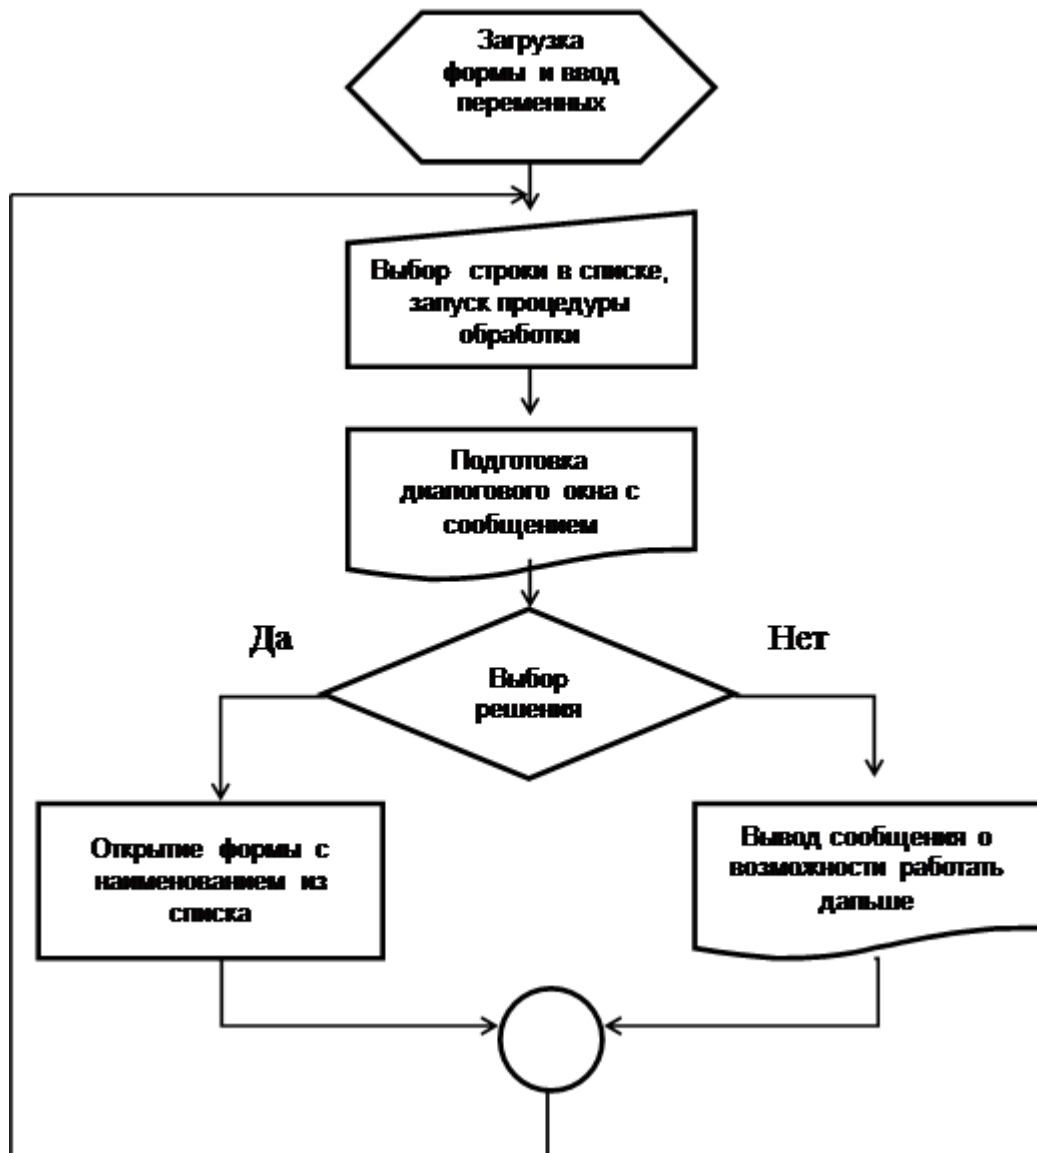 Загрузка
формы и ввод
переменных
Выбор строки в списке,
запуск процедуры
обработки
Подготовка
диалогового окна с
сообщением
Да
Нет
Выбор
решения
Открытие формы с
наименованием из
списка
Вывод сообщения о
возможности работать
дальше